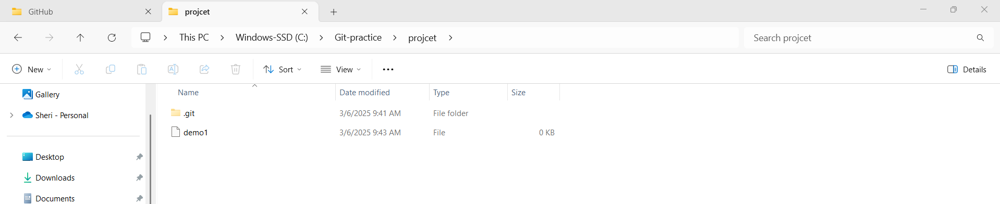 GitHub
projcet
This PC > Windows-SSD (C:) > Git-practice > projcet >
Search projcet
New
Sort
View
Details
Name Date modified Type Size
Gallery
Sheri - Personal
.git 3/6/2025 9:41 AM File folder
demo1 3/6/2025 9:43 AM File 0 KB
Desktop
Downloads
Documents